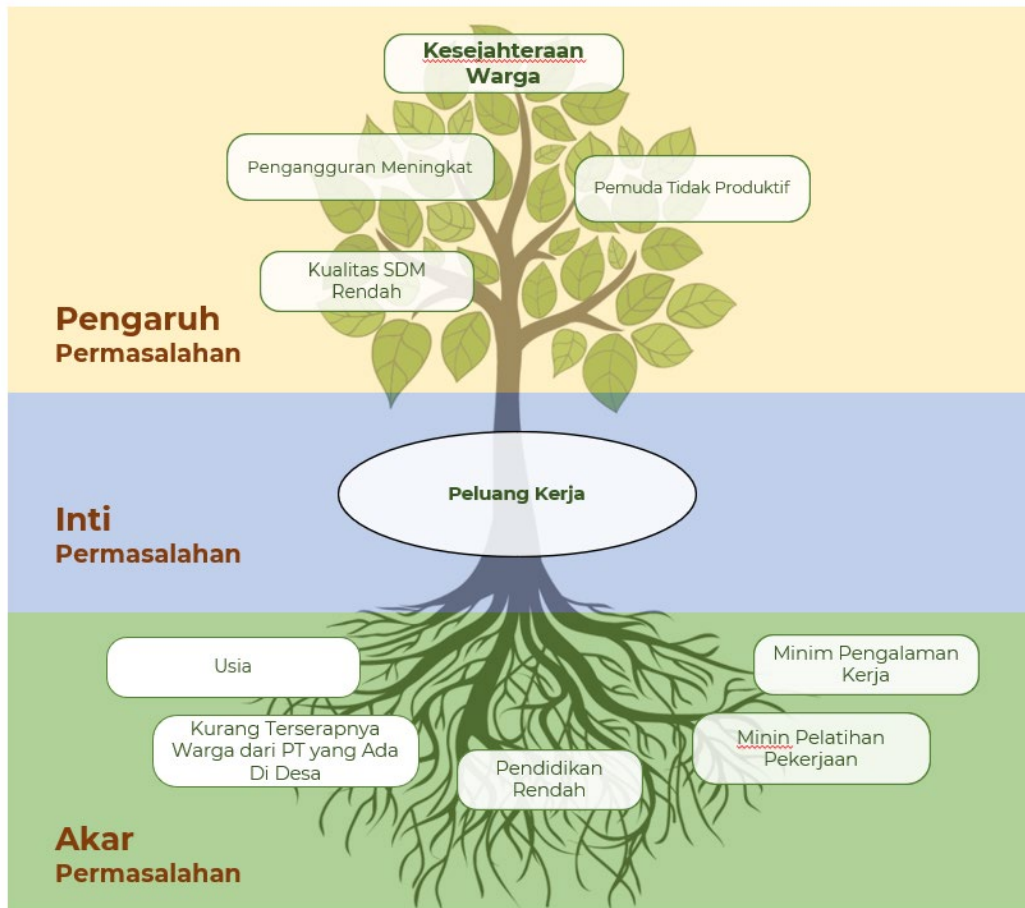 Kesejahteraan
Warga
Pengangguran Meningkat
Pemuda Tidak Produktif
Kualitas SDM
Rendah
Pengaruh
Permasalahan
Peluang Kerja
Inti
Permasalahan
Usia
Minim Pengalaman
Kerja
Kurang Terserapnya
Warga dari PT yang Ada
Di Desa
Minin Pelatihan
Pekerjaan
Pendidikan
Rendah
Akar
Permasalahan